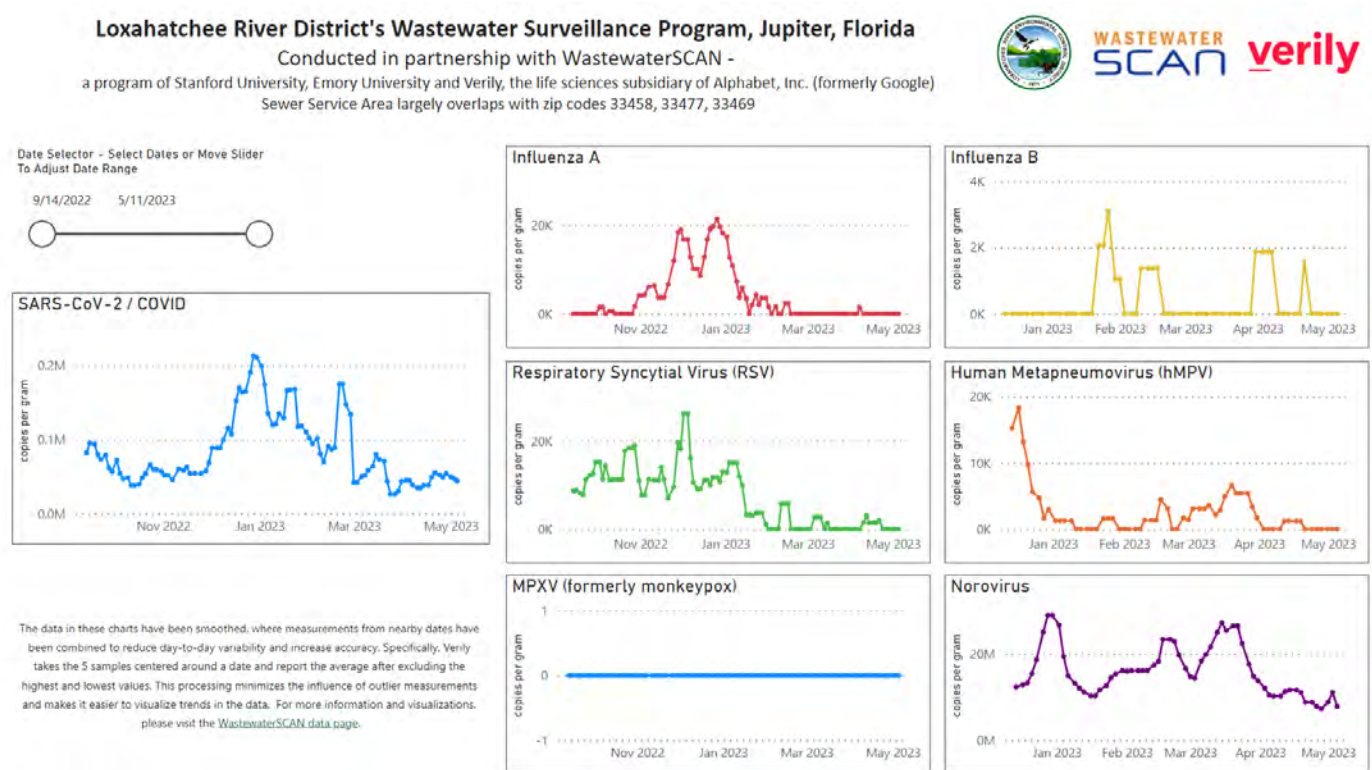 Loxahatchee River District's Wastewater Surveillance Program, Jupiter, Florida
Conducted in partnership with WastewaterSCAN -
a program of Stanford University, Emory University and Verily, the life sciences subsidiary of Alphabet, Inc. (formerly Google)
Sewer Service Area largely overlaps with zip codes 33458, 33477, 33469
WASTEWATER
SCAN
verily
Date Selector - Select Dates or Move Slider
To Adjust Date Range
9/14/2022 5/11/2023
SARS-CoV-2 / COVID
copies per gram
0.2M
0.1M
0.0M
Nov 2022 Jan 2023 Mar 2023 May 2023
The data in these charts have been smoothed, where measurements from nearby dates have
been combined to reduce day-to-day variability and increase accuracy. Specifically, Verily
takes the 5 samples centered around a date and report the average after excluding the
highest and lowest values. This processing minimizes the influence of outlier measurements
and makes it easier to visualize trends in the data. For more information and visualizations,
please visit the WastewaterSCAN data page.
Influenza A
copies per gram
20K
0K
Nov 2022 Jan 2023 Mar 2023 May 2023
Influenza B
copies per gram
4K
2K
0K
Jan 2023 Feb 2023 Mar 2023 Apr 2023 May 2023
Respiratory Syncytial Virus (RSV)
copies per gram
20K
0K
Nov 2022 Jan 2023 Mar 2023 May 2023
Human Metapneumovirus (hMPV)
copies per gram
20K
10K
0K
Jan 2023 Feb 2023 Mar 2023 Apr 2023 May 2023
MPXV (formerly monkeypox)
copies per gram
1
0
-1
Nov 2022 Jan 2023 Mar 2023 May 2023
Norovirus
copies per gram
20M
0M
Jan 2023 Feb 2023 Mar 2023 Apr 2023 May 2023